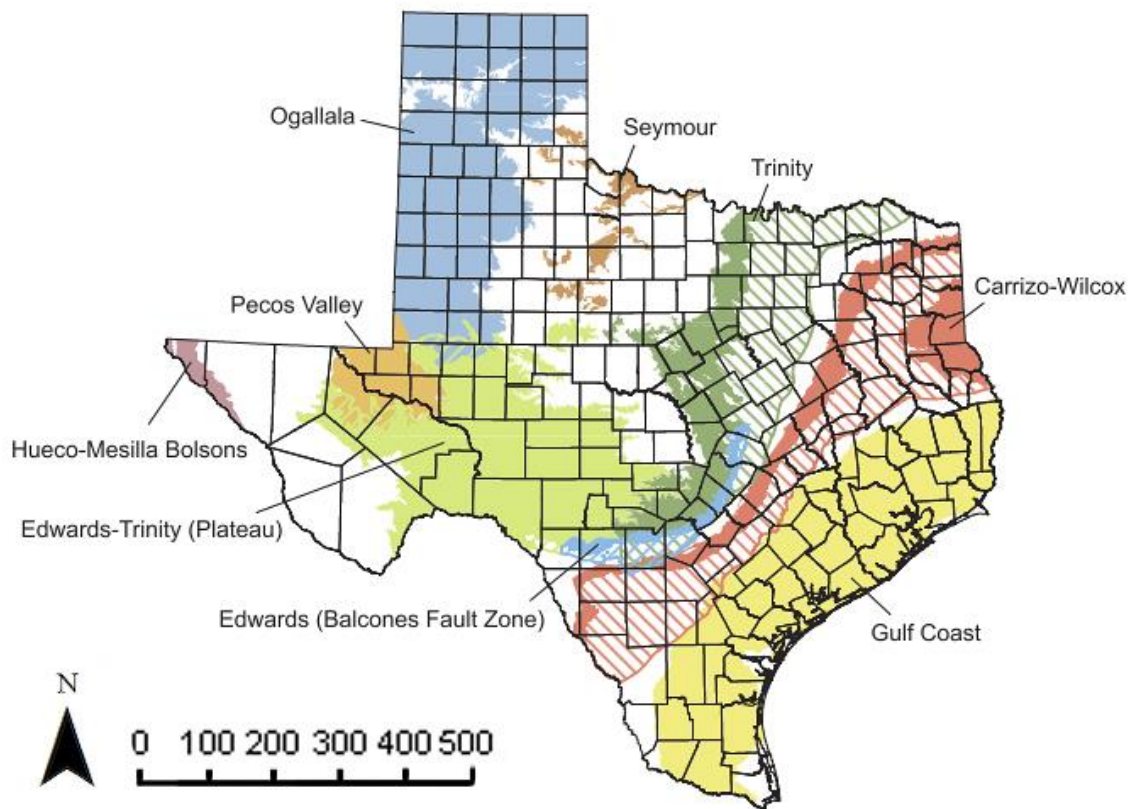 Ogallala
Seymour
Trinity
Pecos Valley
Carrizo-Wilcox
Hueco-Mesilla Bolsons
Edwards-Trinity (Plateau)
Edwards (Balcones Fault Zone)
Gulf Coast
N
0 100 200 300 400 500